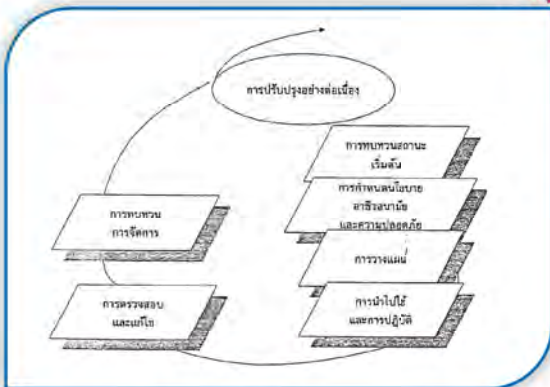 การปรับปรุงอย่างต่อเนื่อง
การทบทวนสถานะ
เริ่มต้น
การกำหนดนโยบาย
อาชีวอนามัย
และความปลอดภัย
การวางแผน
การนำไปใช้
และการปฏิบัติ
การตรวจสอบ
และแก้ไข
การทบทวน
การจัดการ